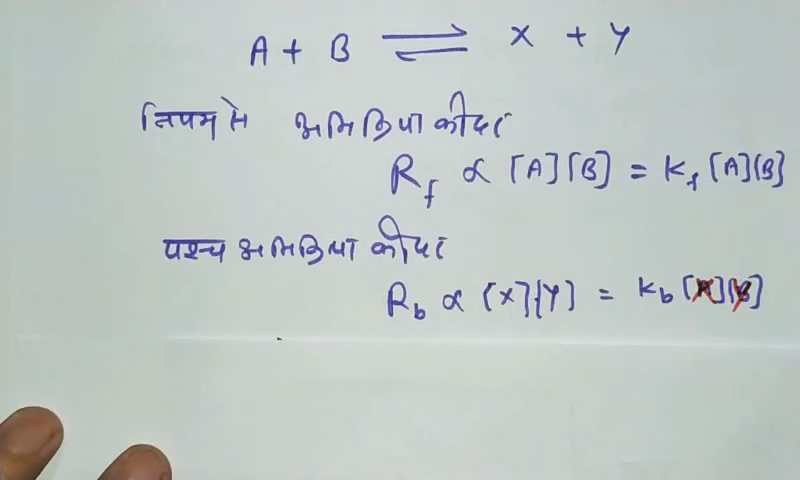 A + B ⇌ X + Y
नियम से अभिक्रिया की दर
R_f ∝ [A][B] = K_f [A][B]
पश्च अभिक्रिया की दर
R_b ∝ [X][Y] = K_b [X][Y]